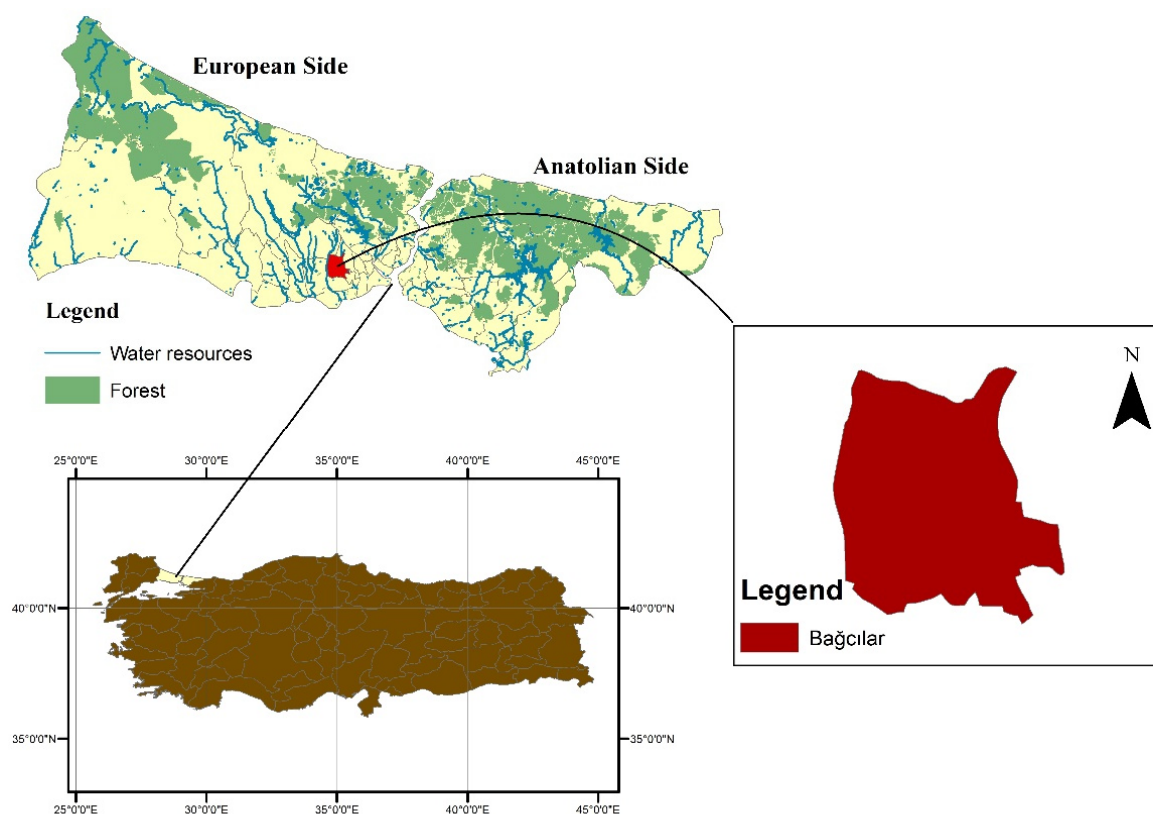 European Side
Anatolian Side
Legend
Water resources
Forest
25°0'0"E 30°0'0"E 35°0'0"E 40°0'0"E 45°0'0"E
40°0'0"N 40°0'0"N
35°0'0"N 35°0'0"N
25°0'0"E 30°0'0"E 35°0'0"E 40°0'0"E 45°0'0"E
N
Legend
Bağcılar